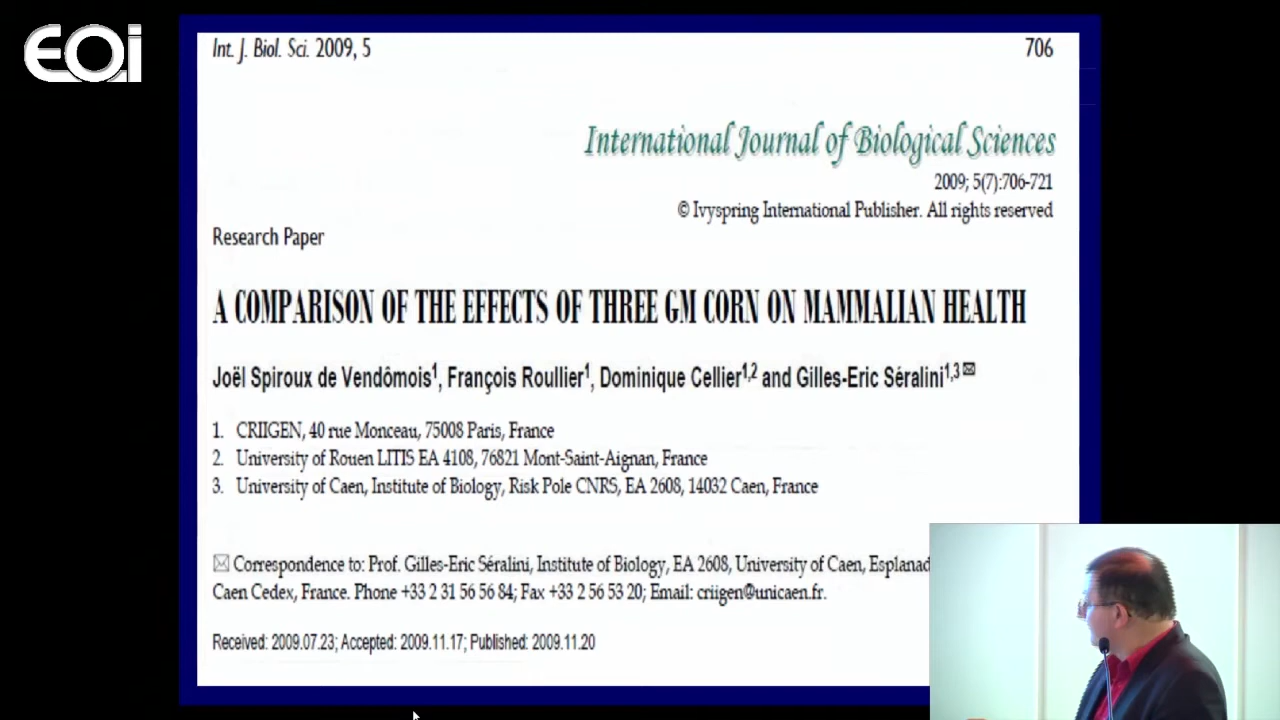 EOi
Int. J. Biol. Sci. 2009, 5 706
International Journal of Biological Sciences
2009; 5(7):706-721
© Ivyspring International Publisher. All rights reserved
Research Paper
A COMPARISON OF THE EFFECTS OF THREE GM CORN ON MAMMALIAN HEALTH
Joël Spiroux de Vendômois1, François Roullier1, Dominique Cellier1,2 and Gilles-Eric Séralini1,3
1. CRIIGEN, 40 rue Monceau, 75008 Paris, France
2. University of Rouen LITIS EA 4108, 76821 Mont-Saint-Aignan, France
3. University of Caen, Institute of Biology, Risk Pole CNRS, EA 2608, 14032 Caen, France
Correspondence to: Prof. Gilles-Eric Séralini, Institute of Biology, EA 2608, University of Caen, Esplanad
Caen Cedex, France. Phone +33 2 31 56 56 84; Fax +33 2 56 53 20; Email: criigen@unicaen.fr.
Received: 2009.07.23; Accepted: 2009.11.17; Published: 2009.11.20